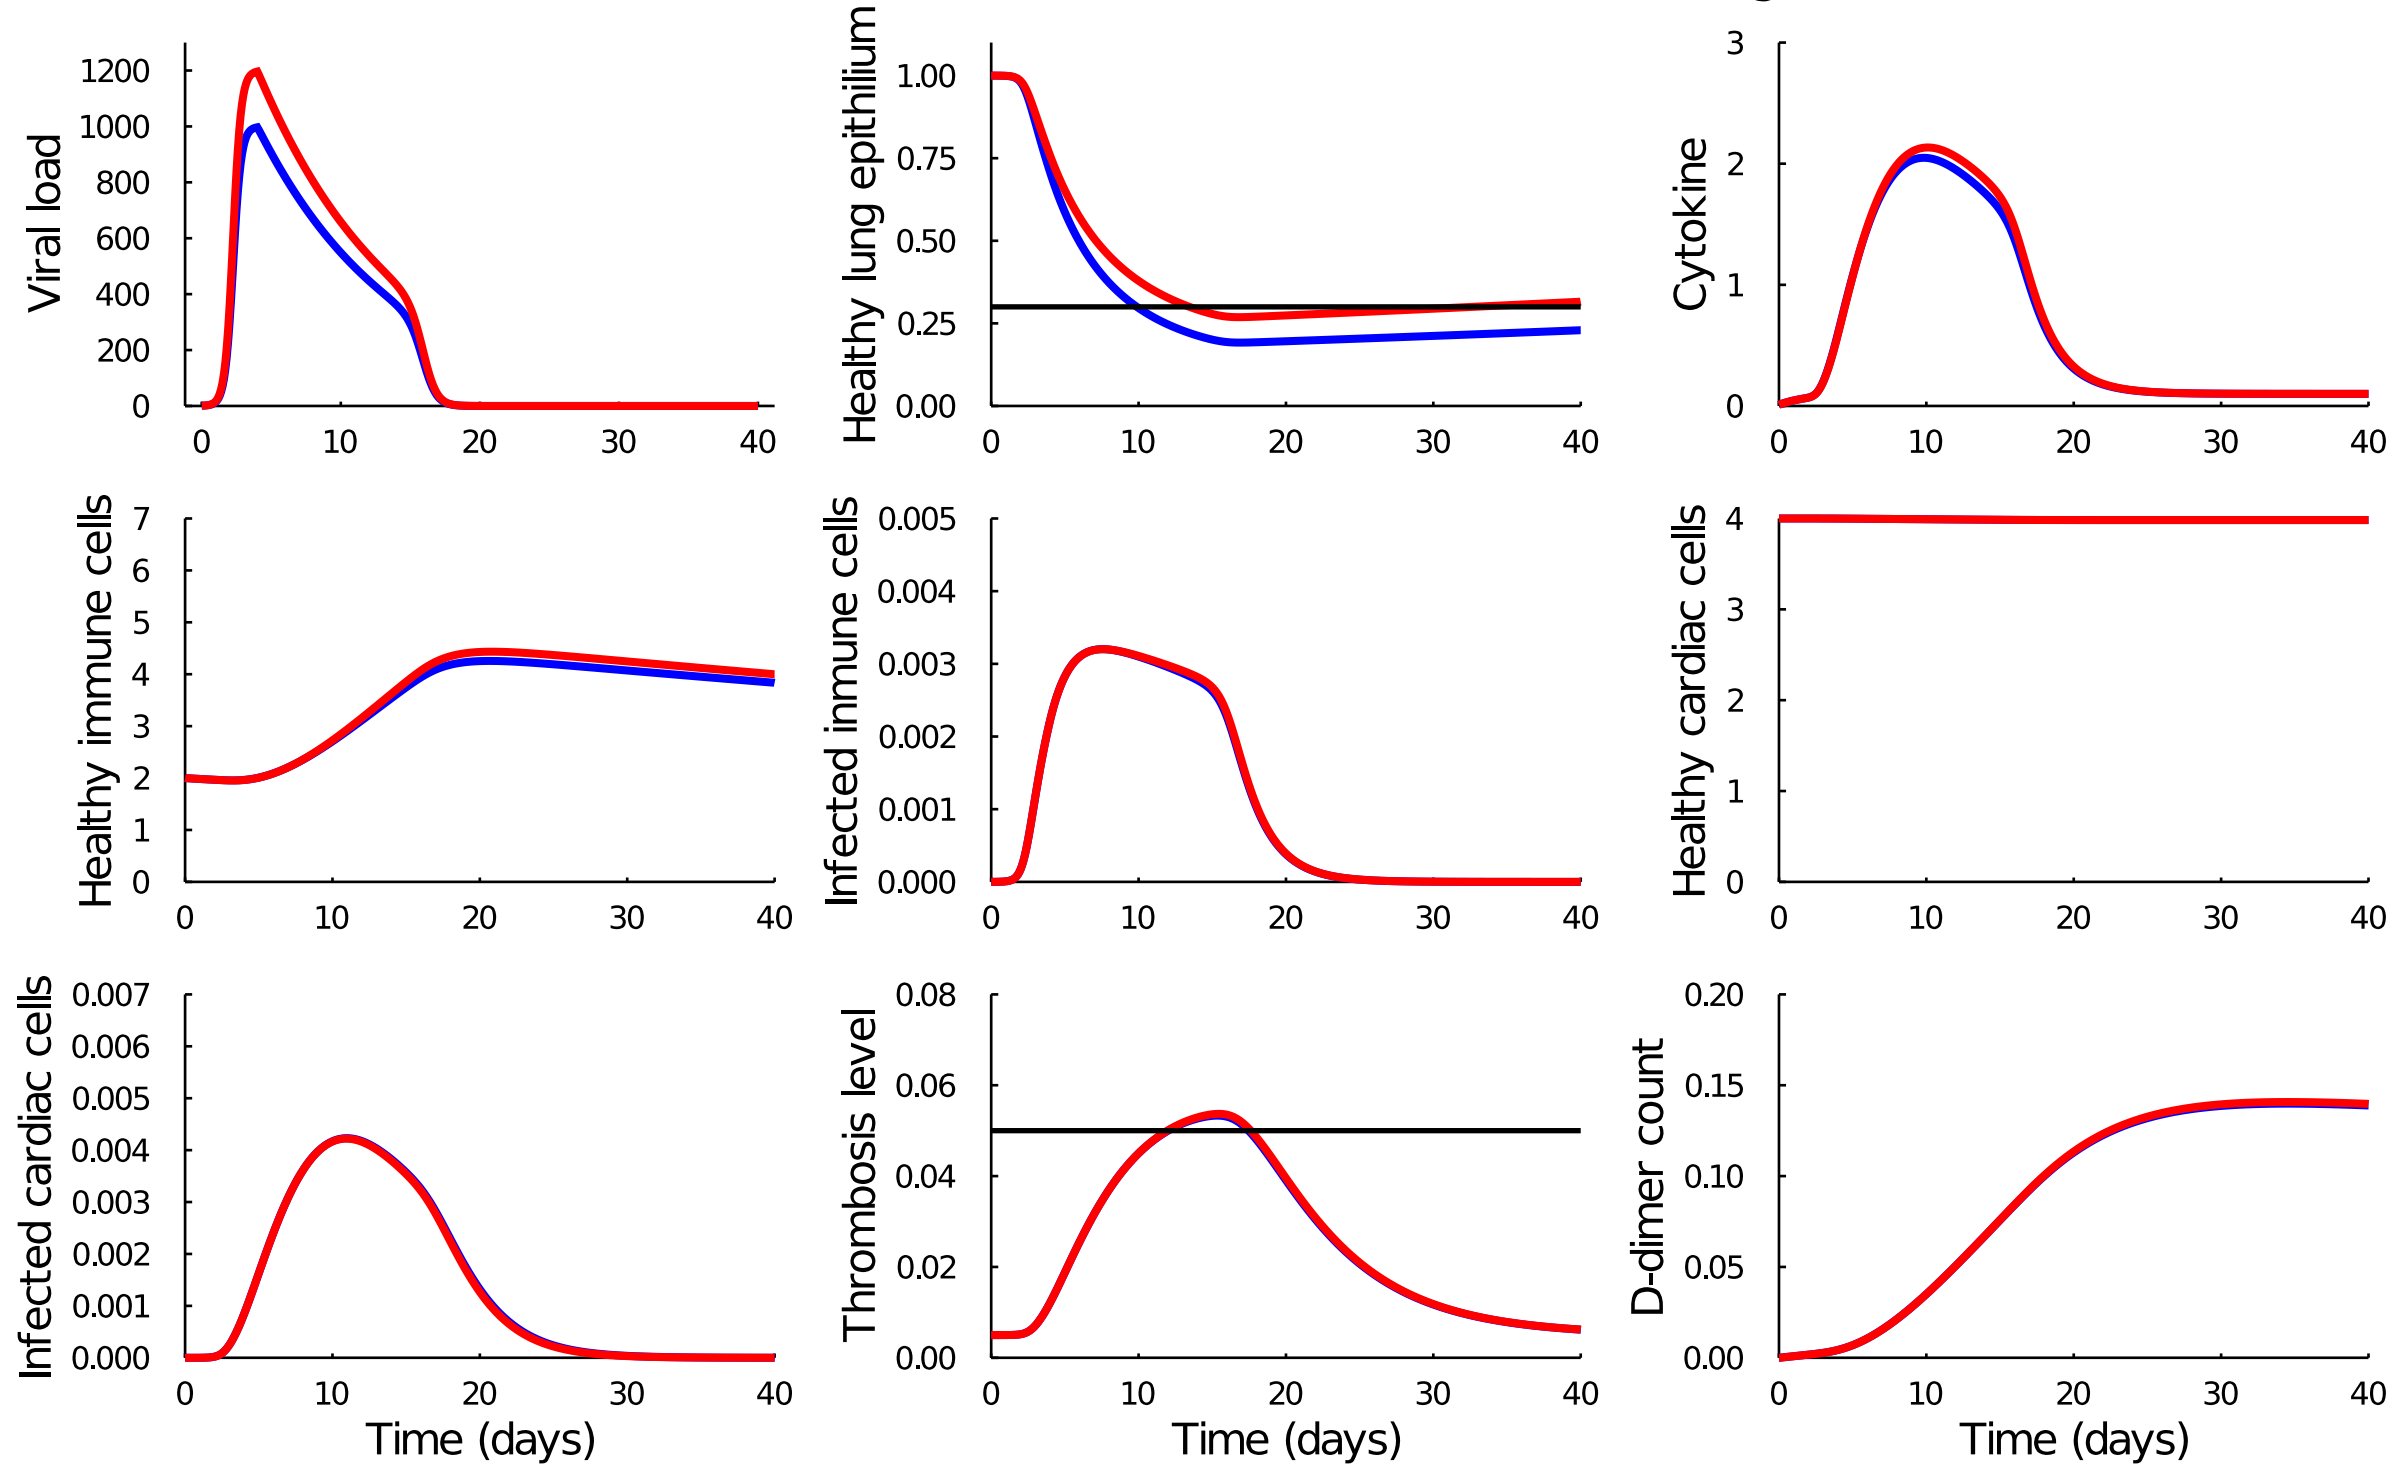 Viral load
1200
1000
800
600
400
200
0
0 10 20 30 40
Healthy lung epithilium
1.00
0.75
0.50
0.25
0.00
0 10 20 30 40
Cytokine
3
2
1
0
0 10 20 30 40
Healthy immune cells
7
6
5
4
3
2
1
0
0 10 20 30 40
Infected inmune cells
0.005
0.004
0.003
0.002
0.001
0.000
0 10 20 30 40
Healthy cardiac cells
4
3
2
1
0
0 10 20 30 40
Infected cardiac cells
0.007
0.006
0.005
0.004
0.003
0.002
0.001
0.000
0 10 20 30 40
Time (days)
Thrombosis level
0.08
0.06
0.04
0.02
0.00
0 10 20 30 40
Time (days)
D-dimer count
0.20
0.15
0.10
0.05
0.00
0 10 20 30 40
Time (days)